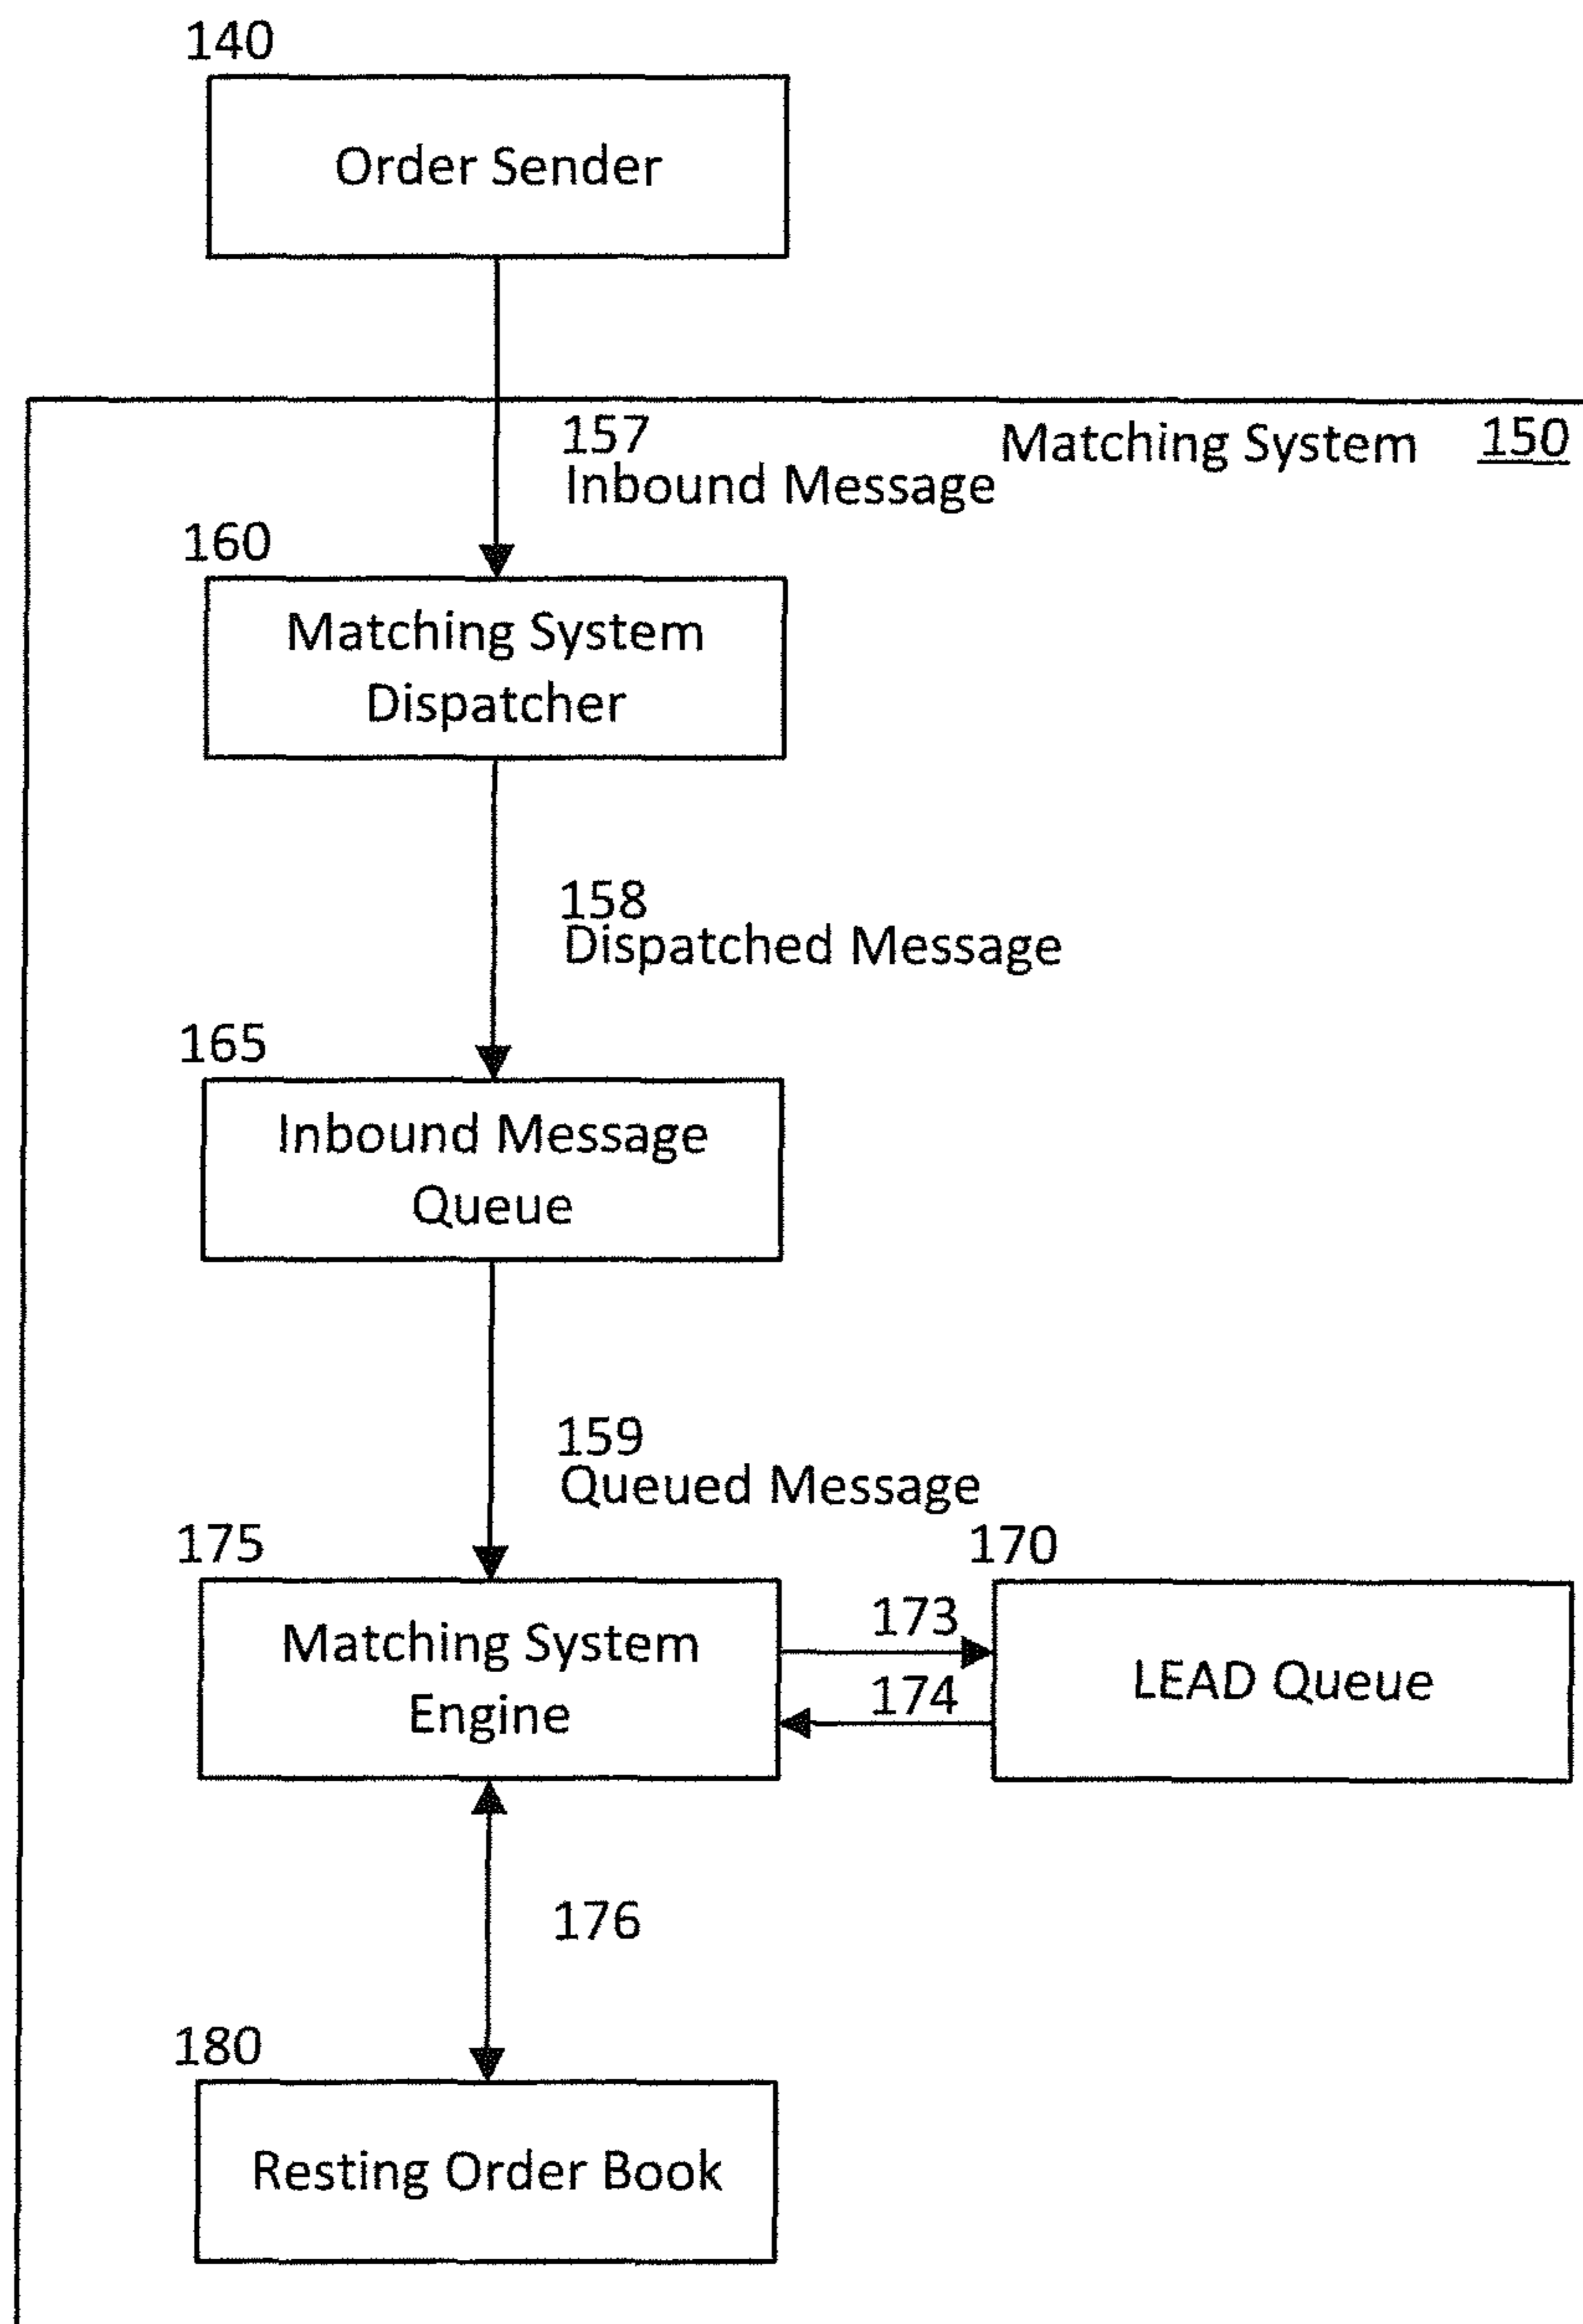 140
Order Sender
157
Inbound Message
Matching System 150
160
Matching System
Dispatcher
158
Dispatched Message
165
Inbound Message
Queue
159
Queued Message
175
Matching System
Engine
173
174
170
LEAD Queue
176
180
Resting Order Book